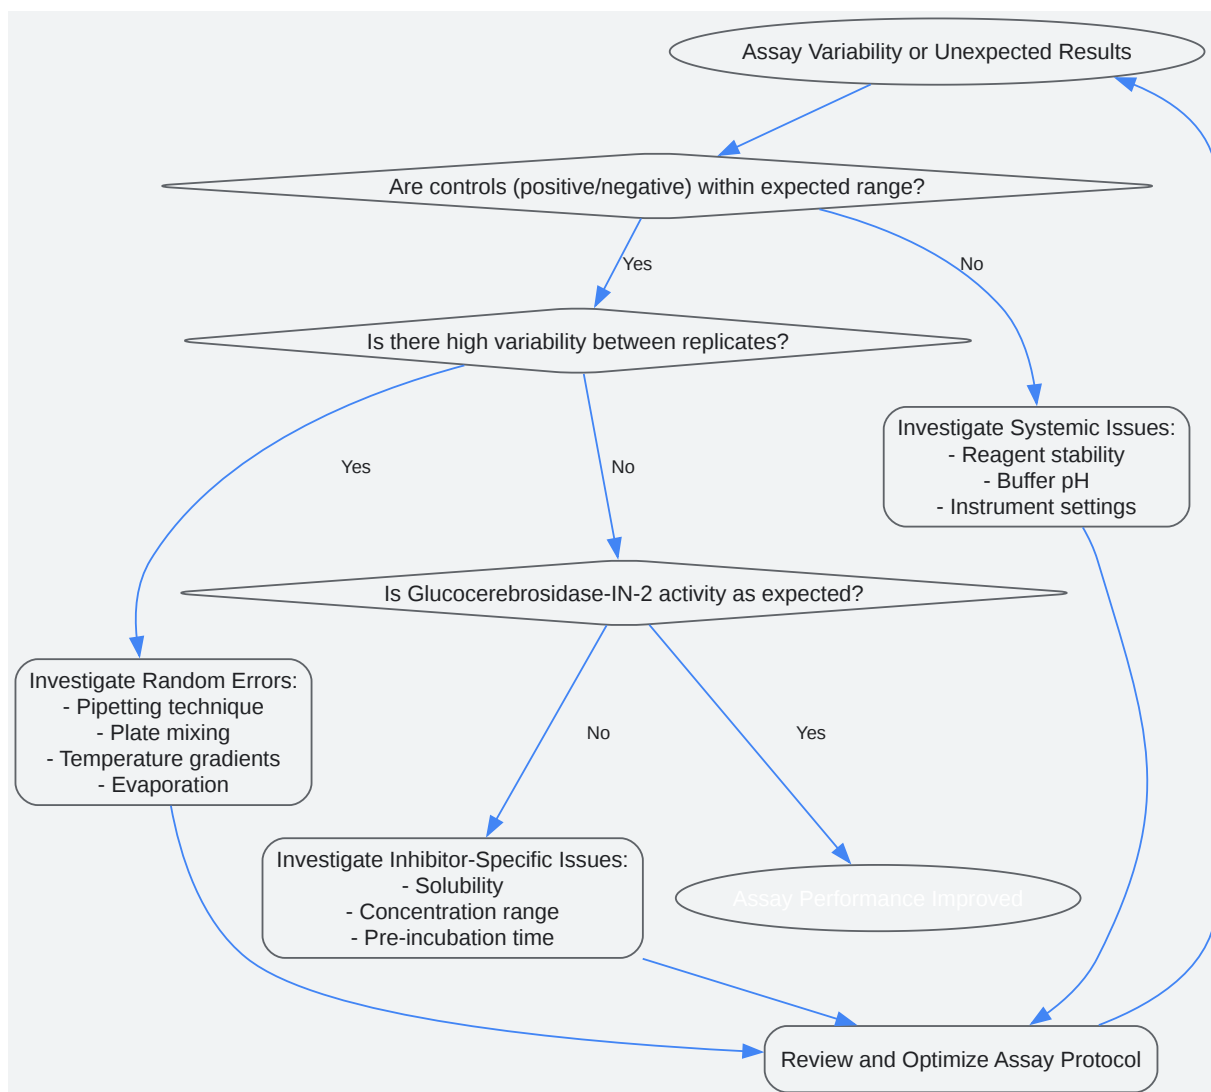 Assay Variability or Unexpected Results
Are controls (positive/negative) within expected range?
Yes
No
Is there high variability between replicates?
Yes
No
Investigate Systemic Issues:
- Reagent stability
- Buffer pH
- Instrument settings
Is Glucocerebrosidase-IN-2 activity as expected?
Investigate Random Errors:
- Pipetting technique
- Plate mixing
- Temperature gradients
- Evaporation
No
Yes
Investigate Inhibitor-Specific Issues:
- Solubility
- Concentration range
- Pre-incubation time
Assay Performance Improved
Review and Optimize Assay Protocol